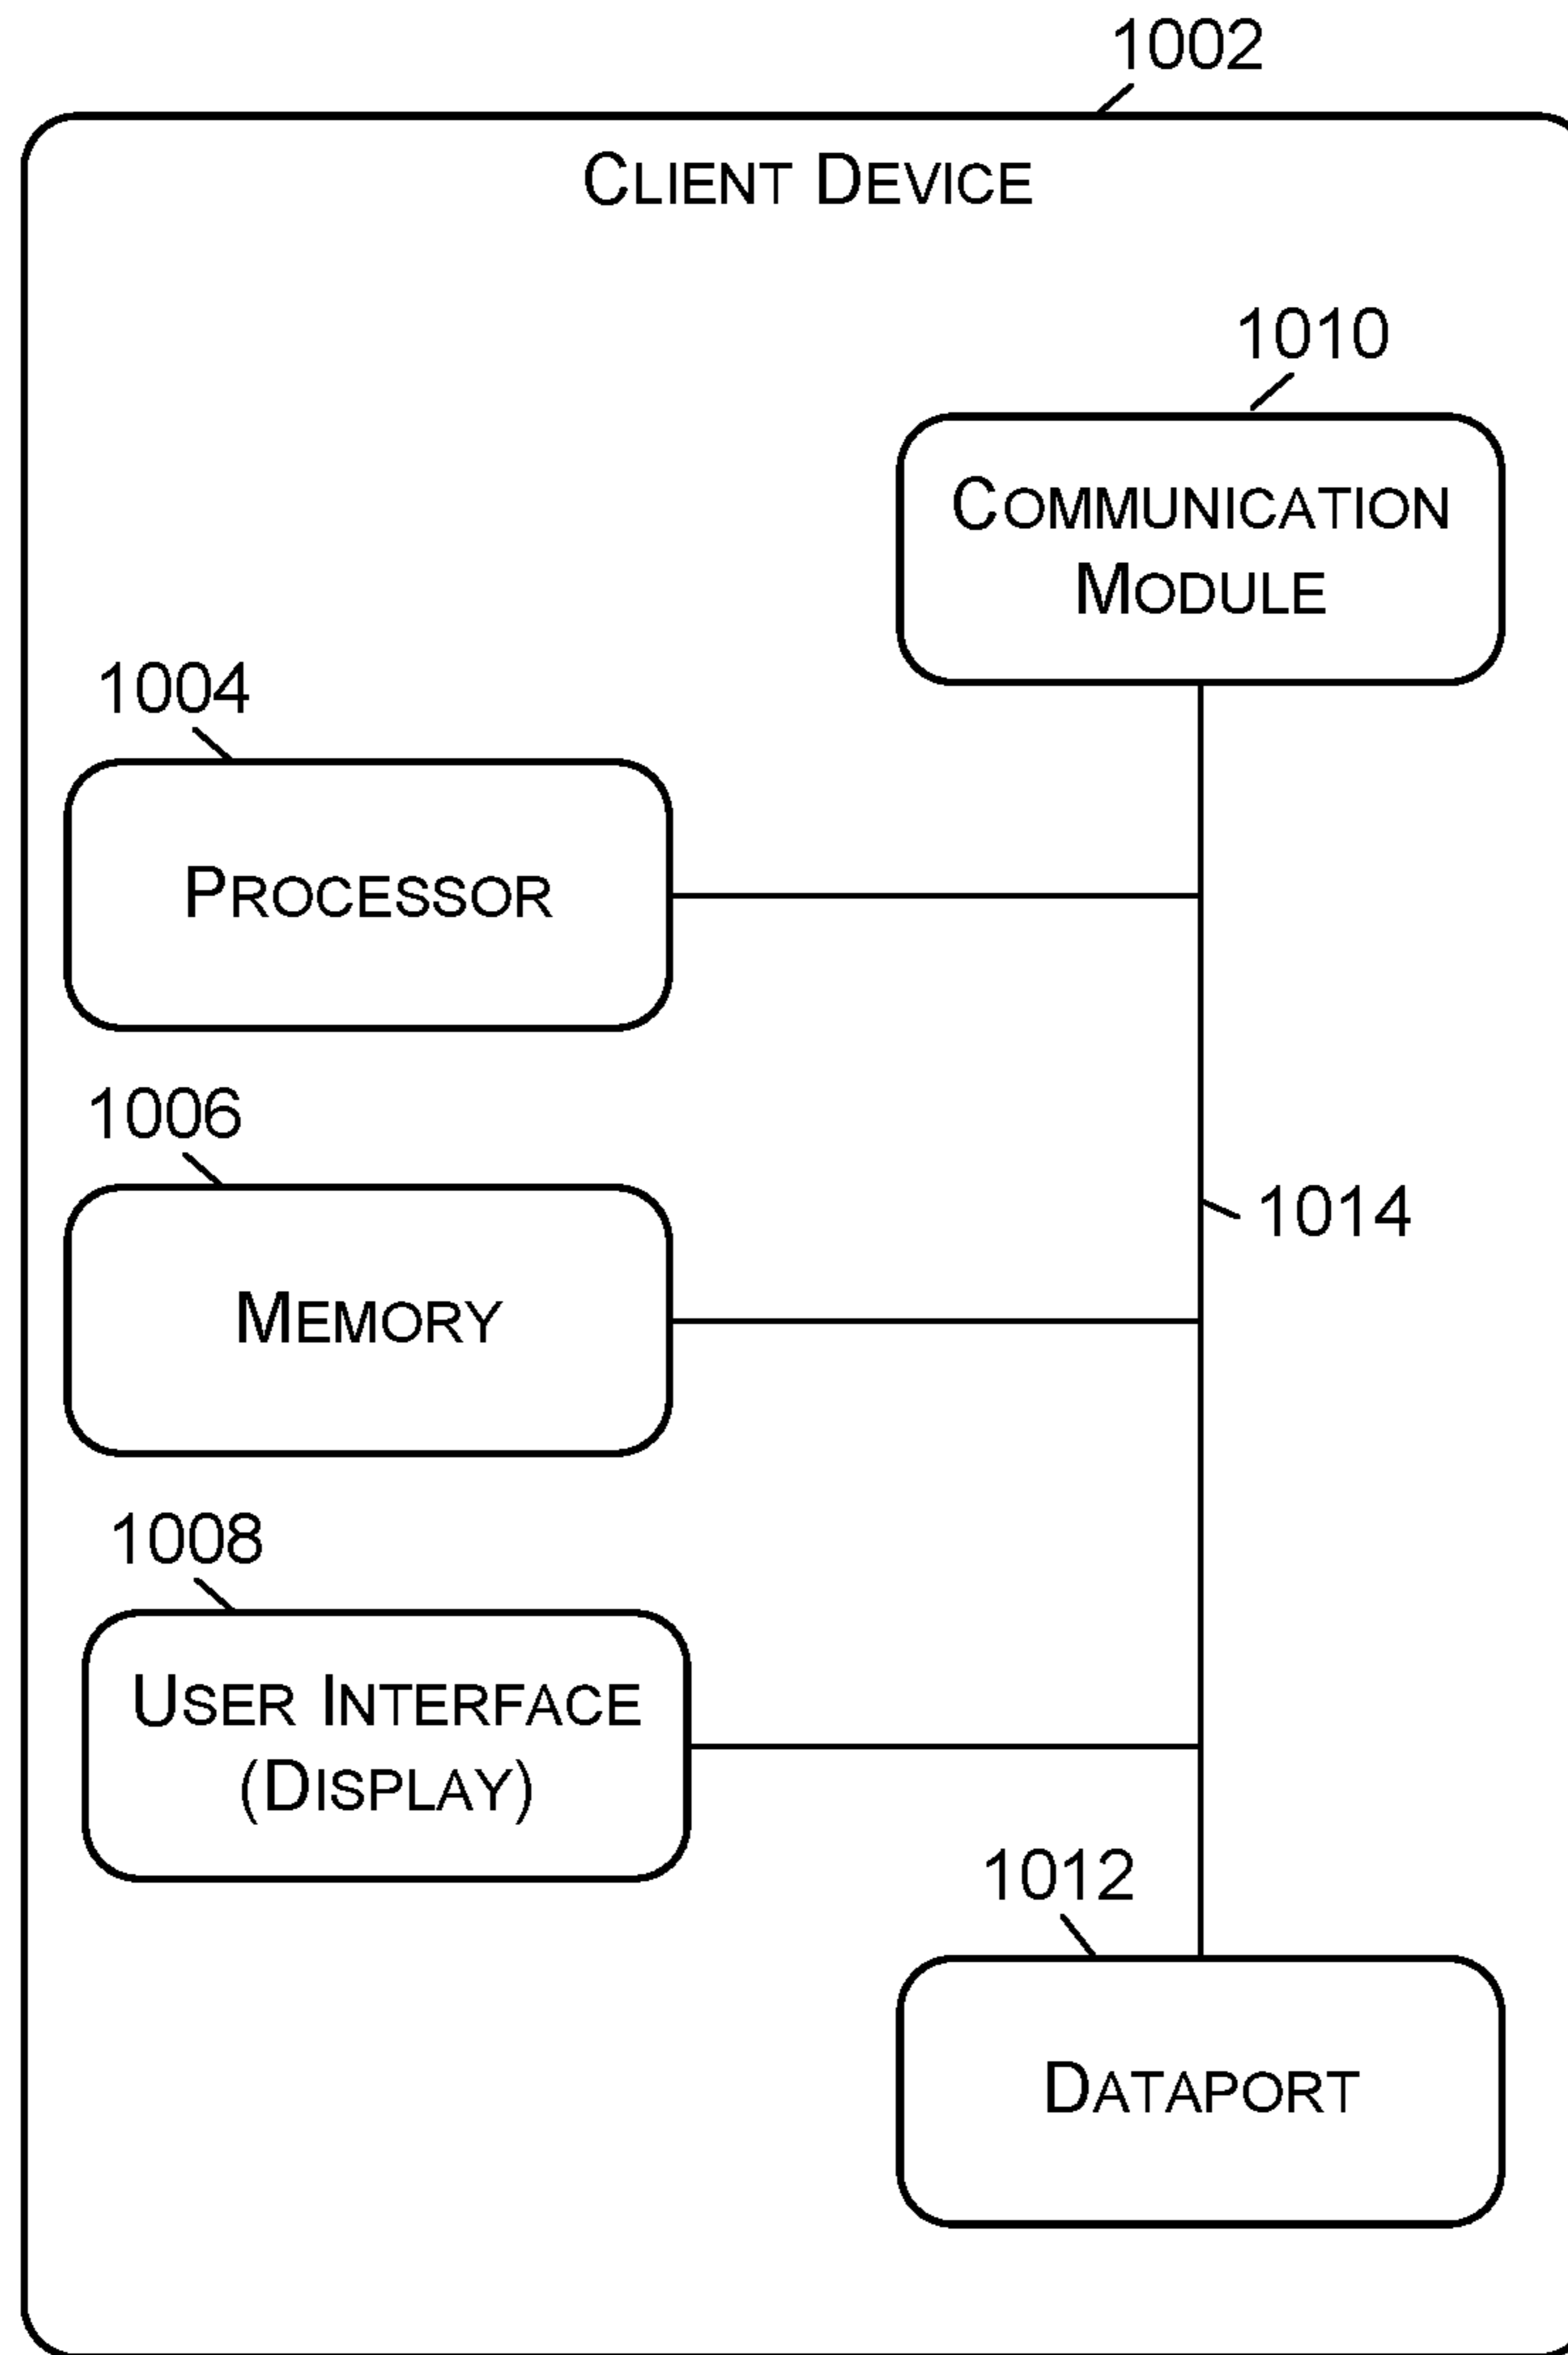 1002
CLIENT DEVICE
1010
COMMUNICATION
MODULE
1004
PROCESSOR
1006
1014
MEMORY
1008
USER INTERFACE
(DISPLAY)
1012
DATAPORT